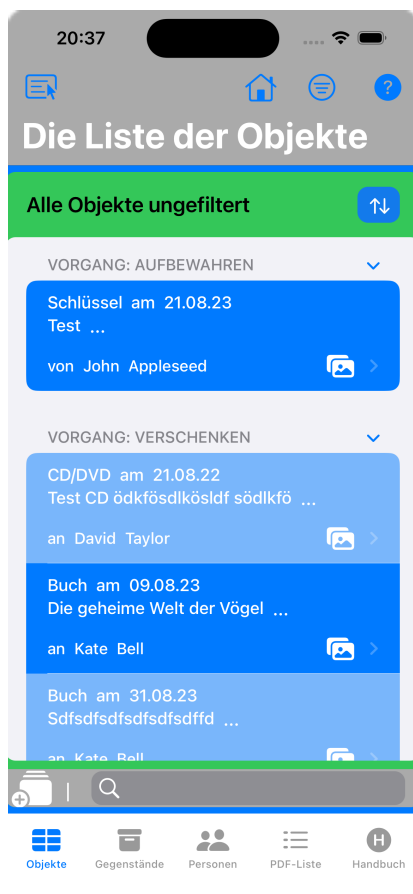 20:37
?
Die Liste der Objekte
Alle Objekte ungefiltert
VORGANG: AUFBEWAHREN
Schlüssel am 21.08.23
Test ...
von John Appleseed
VORGANG: VERSCHENKEN
CD/DVD am 21.08.22
Test CD ödkfösdlkösldf södlkfö ...
an David Taylor
Buch am 09.08.23
Die geheime Welt der Vögel ...
an Kate Bell
Buch am 31.08.23
Sdfsdfsdfsdfsdfsdffd ...
an Kate Bell
Objekte Gegenstände Personen PDF-Liste H Handbuch